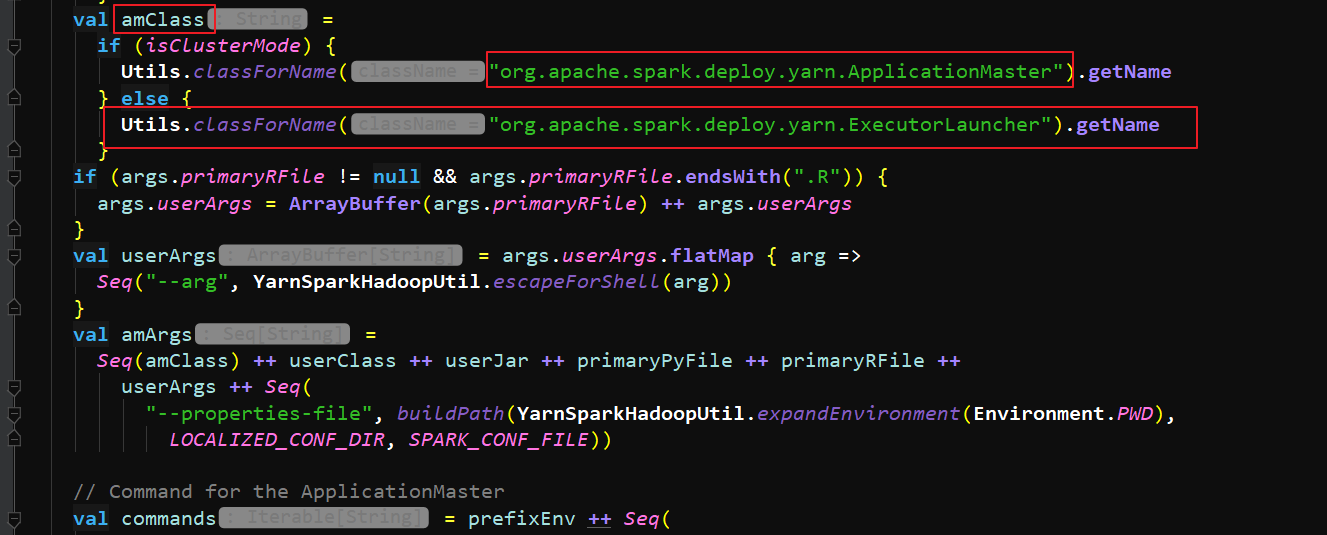 val amClass : String =
if (isClusterMode) {
Utils.classForName( className = "org.apache.spark.deploy.yarn.ApplicationMaster").getName
} else {
Utils.classForName( className = "org.apache.spark.deploy.yarn.ExecutorLauncher").getName
}
if (args.primaryRFile != null && args.primaryRFile.endsWith(".R")) {
args.userArgs = ArrayBuffer(args.primaryRFile) ++ args.userArgs
}
val userArgs : ArrayBuffer[String] = args.userArgs.flatMap { arg =>
Seq("--arg", YarnSparkHadoopUtil.escapeForShell(arg))
}
val amArgs : Seq[String] =
Seq(amClass) ++ userClass ++ userJar ++ primaryPyFile ++ primaryRFile ++
userArgs ++ Seq(
"--properties-file", buildPath(YarnSparkHadoopUtil.expandEnvironment(Environment.PWD),
LOCALIZED_CONF_DIR, SPARK_CONF_FILE))
// Command for the ApplicationMaster
val commands : Iterable[String] = prefixEnv ++ Seq(